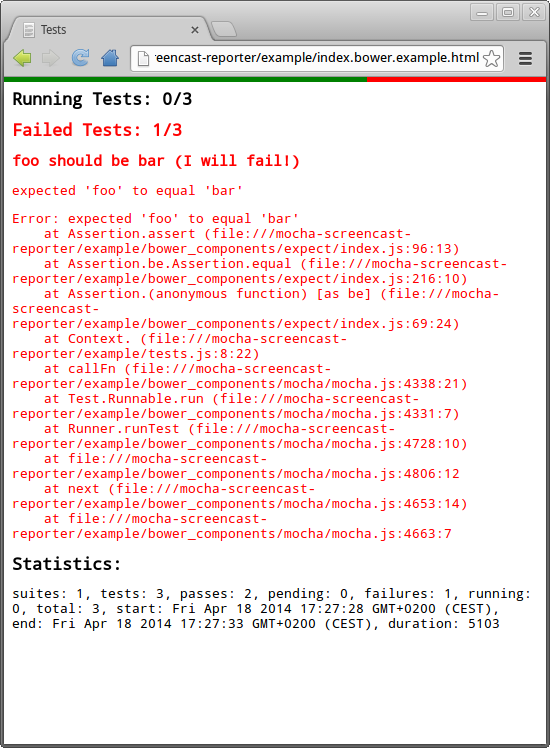 Tests
reencast-reporter/example/index.bower.example.html
Running Tests: 0/3
Failed Tests: 1/3
foo should be bar (I will fail!)
expected 'foo' to equal 'bar'
Error: expected 'foo' to equal 'bar'
at Assertion.assert (file:///mocha-screencast-
reporter/example/bower_components/expect/index.js:96:13)
at Assertion.be.Assertion.equal (file:///mocha-screencast-
reporter/example/bower_components/expect/index.js:216:10)
at Assertion.(anonymous function) [as be] (file:///mocha-
screencast-
reporter/example/bower_components/expect/index.js:69:24)
at Context. (file:///mocha-screencast-
reporter/example/tests.js:8:22)
at callFn (file:///mocha-screencast-
reporter/example/bower_components/mocha/mocha.js:4338:21)
at Test.Runnable.run (file:///mocha-screencast-
reporter/example/bower_components/mocha/mocha.js:4331:7)
at Runner.runTest (file:///mocha-screencast-
reporter/example/bower_components/mocha/mocha.js:4728:10)
at file:///mocha-screencast-
reporter/example/bower_components/mocha/mocha.js:4806:12
at next (file:///mocha-screencast-
reporter/example/bower_components/mocha/mocha.js:4653:14)
at file:///mocha-screencast-
reporter/example/bower_components/mocha/mocha.js:4663:7
Statistics:
suites: 1, tests: 3, passes: 2, pending: 0, failures: 1, running:
0, total: 3, start: Fri Apr 18 2014 17:27:28 GMT+0200 (CEST),
end: Fri Apr 18 2014 17:27:33 GMT+0200 (CEST), duration: 5103